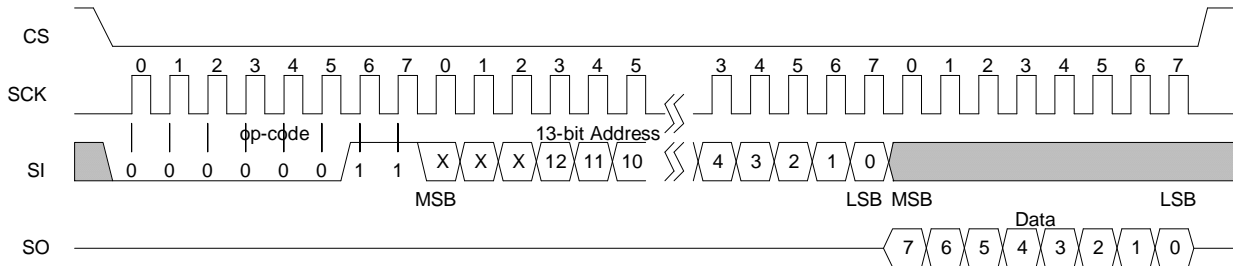 CS
0 1 2 3 4 5 6 7 0 1 2 3 4 5 3 4 5 6 7 0 1 2 3 4 5 6 7
SCK
op-code 13-bit Address
SI 0 0 0 0 0 0 1 1 X X X 12 11 10 4 3 2 1 0
MSB LSB MSB LSB
Data
SO 7 6 5 4 3 2 1 0